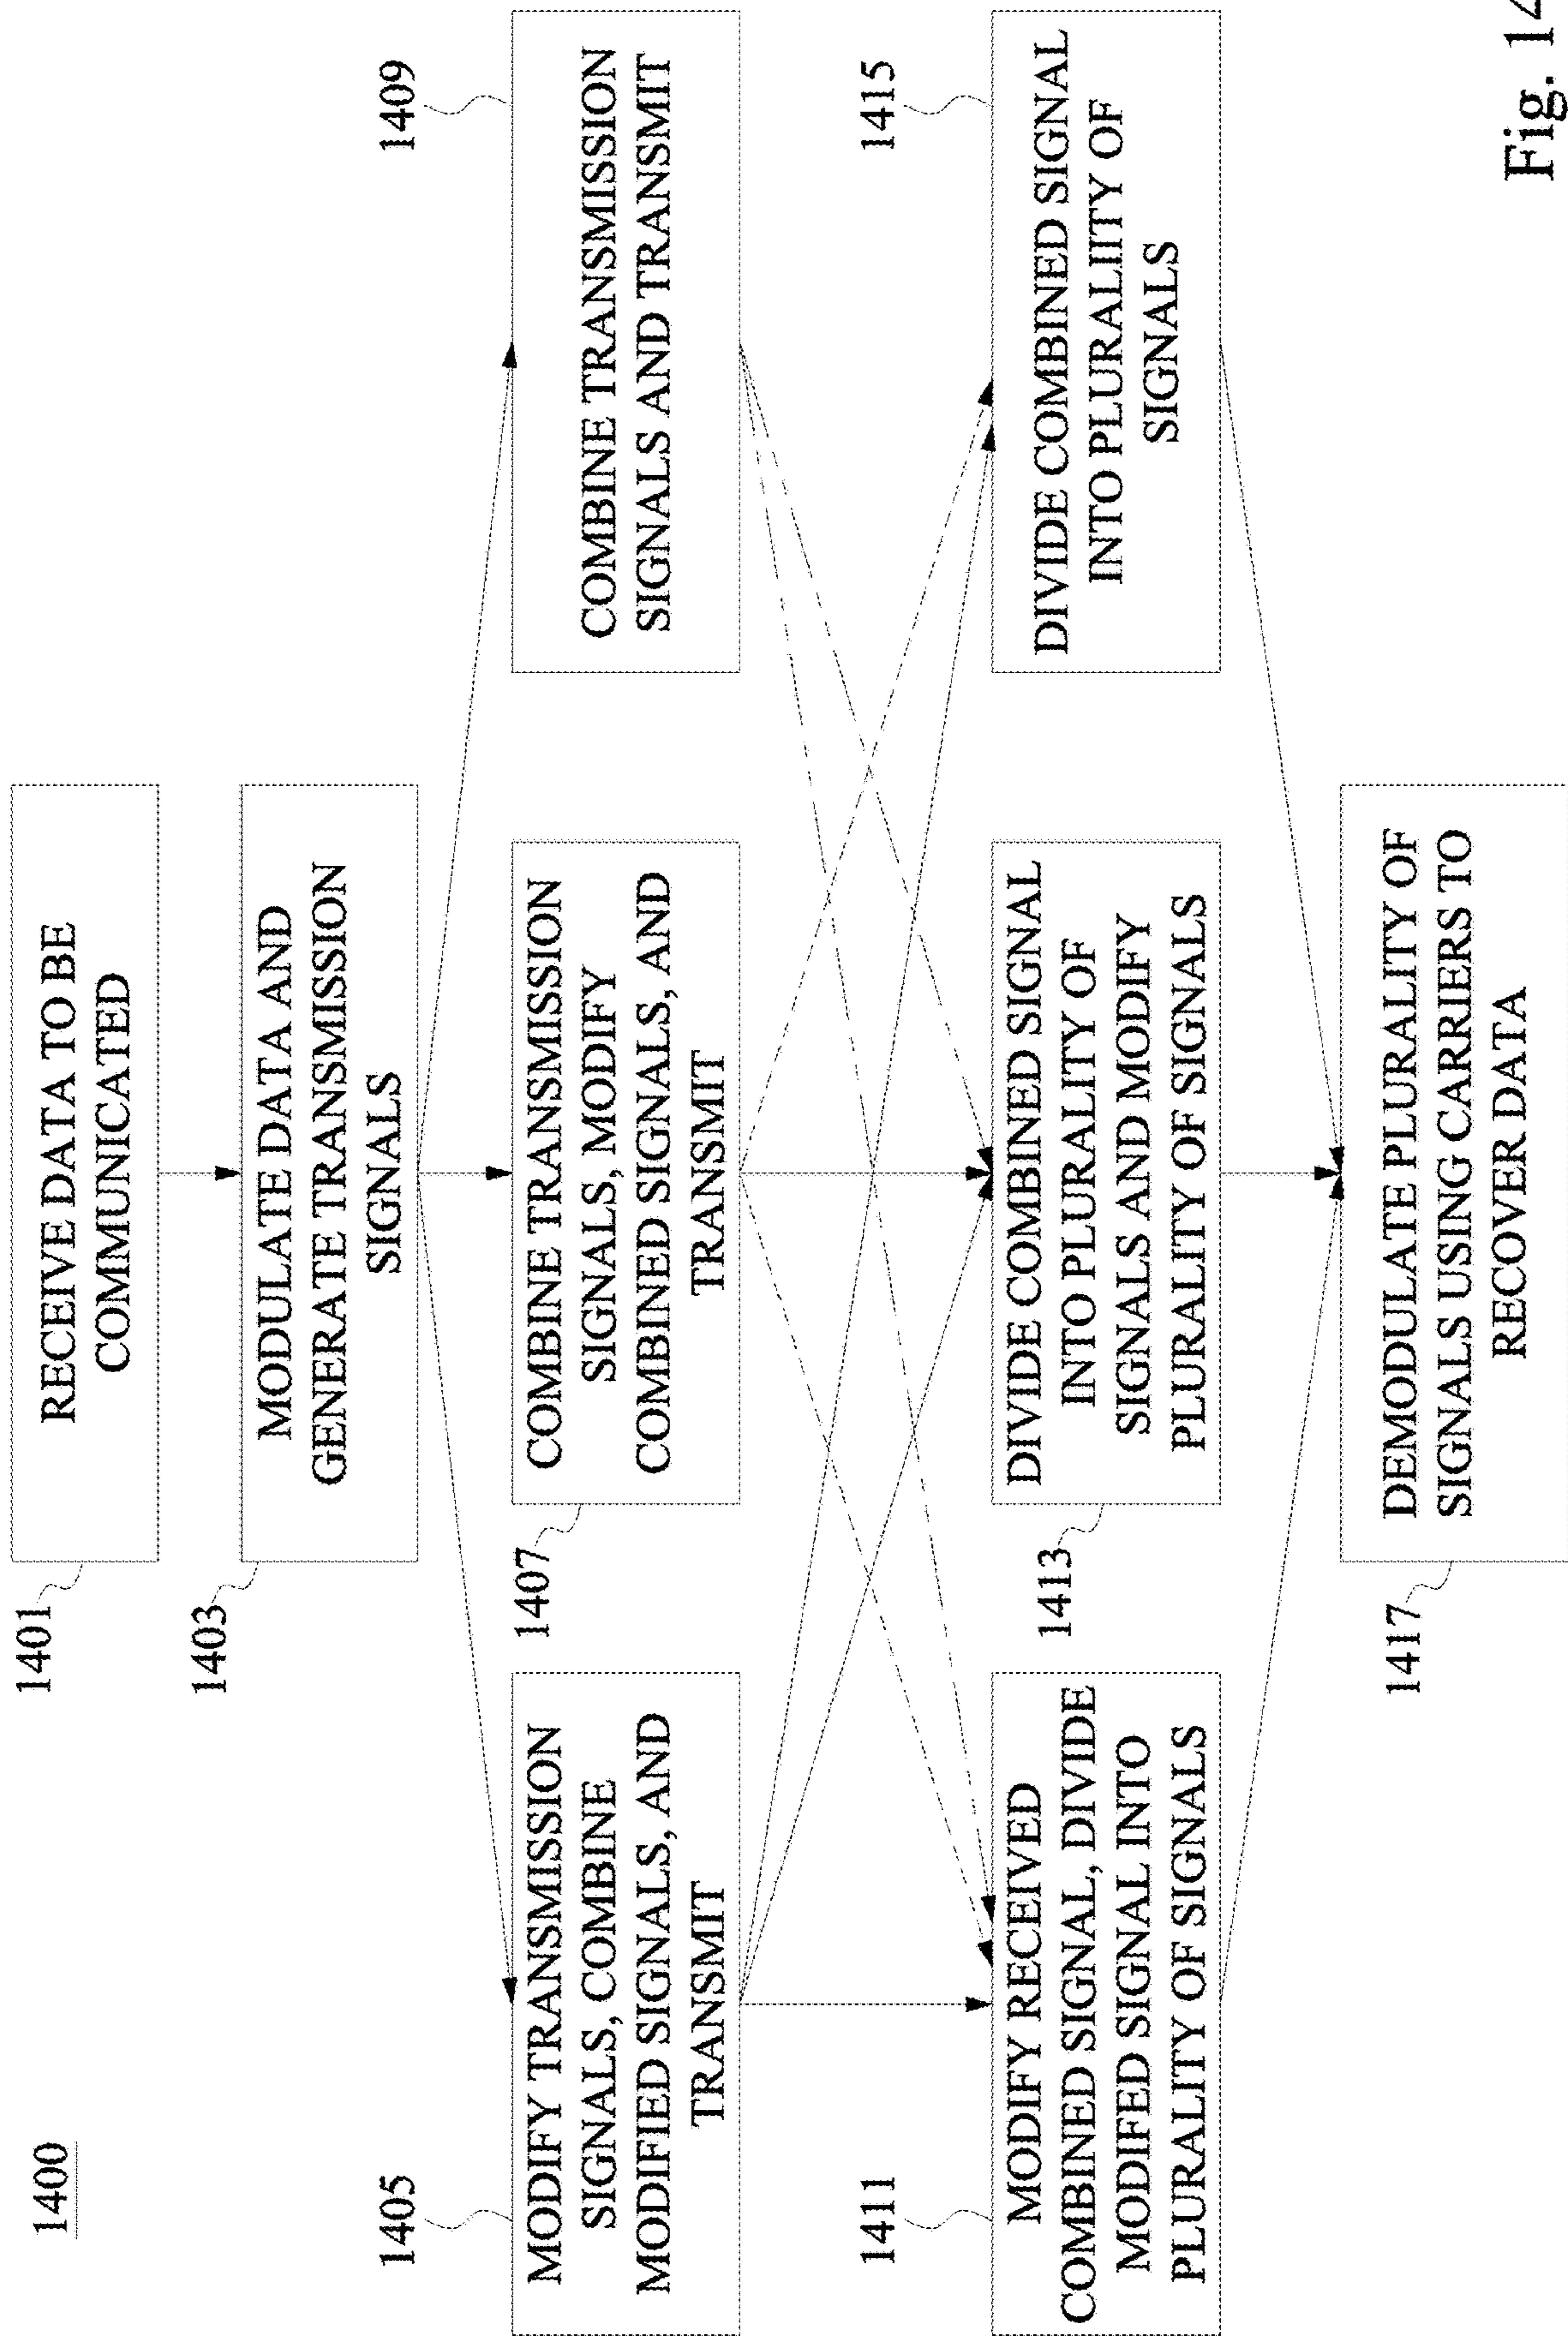 1400
1401
RECEIVE DATA TO BE
COMMUNICATED
1403
MODULATE DATA AND
GENERATE TRANSMISSION
SIGNALS
1405
MODIFY TRANSMISSION
SIGNALS, COMBINE
MODIFIED SIGNALS, AND
TRANSMIT
1407
COMBINE TRANSMISSION
SIGNALS, MODIFY
COMBINED SIGNALS, AND
TRANSMIT
1409
COMBINE TRANSMISSION
SIGNALS AND TRANSMIT
1411
MODIFY RECEIVED
COMBINED SIGNAL, DIVIDE
MODIFED SIGNAL INTO
PLURALITY OF SIGNALS
1413
DIVIDE COMBINED SIGNAL
INTO PLURALITY OF
SIGNALS AND MODIFY
PLURALITY OF SIGNALS
1415
DIVIDE COMBINED SIGNAL
INTO PLURALIITY OF
SIGNALS
1417
DEMODULATE PLURALITY OF
SIGNALS USING CARRIERS TO
RECOVER DATA
Fig. 14